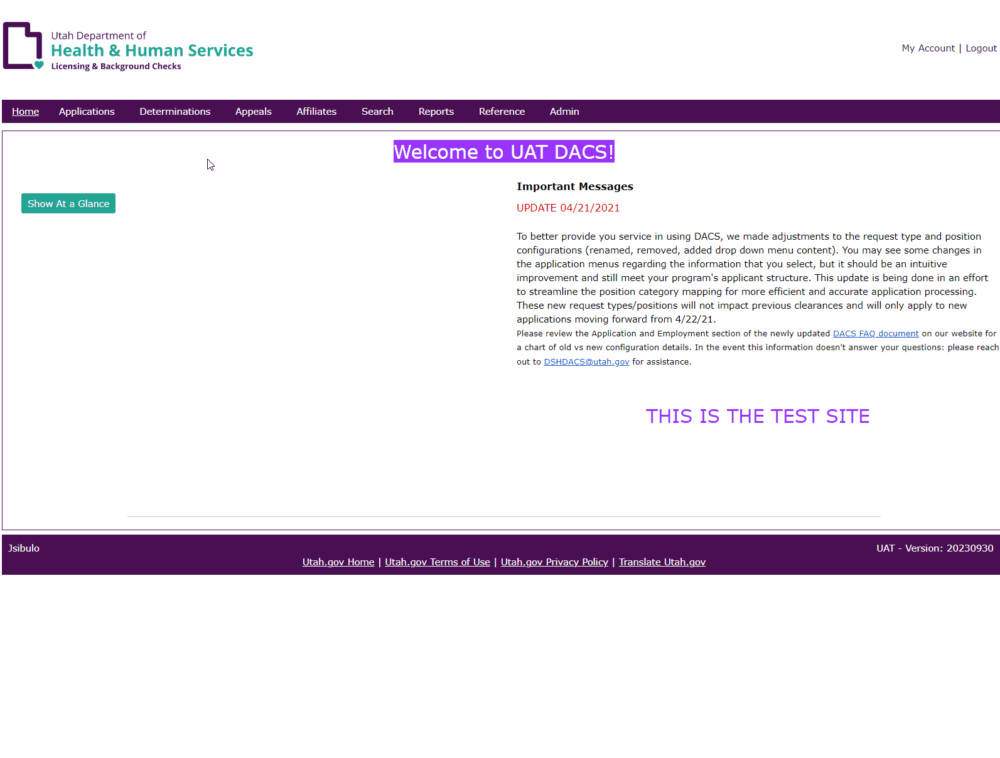 Utah Department of
Health & Human Services
Licensing & Background Checks
My Account | Logout
Home Applications Determinations Appeals Affiliates Search Reports Reference Admin
Welcome to UAT DACS!
Show At a Glance
Important Messages
UPDATE 04/21/2021
To better provide you service in using DACS, we made adjustments to the request type and position
configurations (renamed, removed, added drop down menu content). You may see some changes in
the application menus regarding the information that you select, but it should be an intuitive
improvement and still meet your program's applicant structure. This update is being done in an effort
to streamline the position category mapping for more efficient and accurate application processing.
These new request types/positions will not impact previous clearances and will only apply to new
applications moving forward from 4/22/21.
Please review the Application and Employment section of the newly updated DACS FAQ document on our website for
a chart of old vs new configuration details. In the event this information doesn't answer your questions: please reach
out to DSHDACS@utah.gov for assistance.
THIS IS THE TEST SITE
Jsibulo
UAT - Version: 20230930
Utah.gov Home | Utah.gov Terms of Use | Utah.gov Privacy Policy | Translate Utah.gov